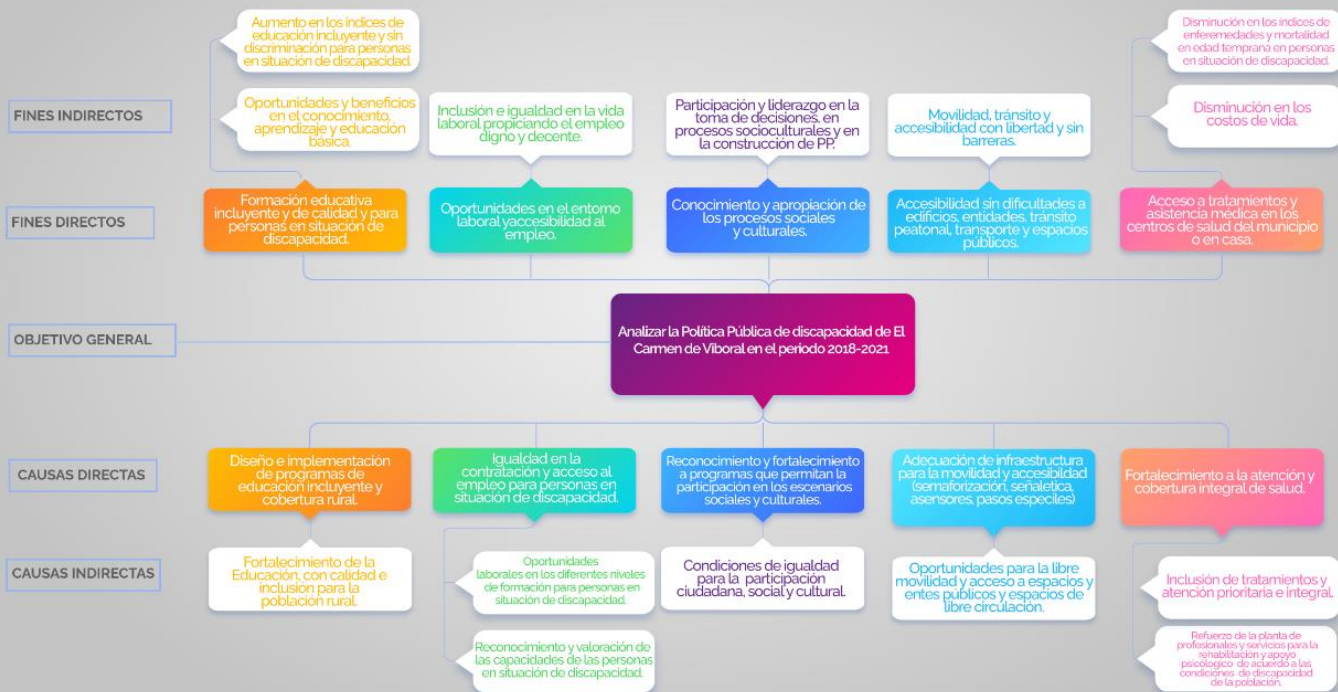 Aumento en los índices de
educación incluyente y sin
discriminación para personas
en situación de discapacidad.
Disminución en los índices de
enferemedades y mortalidad
en edad temprana en personas
en situación de discapacidad.
FINES INDIRECTOS
Oportunidades y beneficios
en el conocimiento,
aprendizaje y educación
básica.
Inclusión e igualdad en la vida
laboral propiciando el empleo
digno y decente.
Participación y liderazgo en la
toma de decisiones, en
procesos socioculturales y en
la construcción de PP.
Movilidad, tránsito y
accesibilidad con libertad y sin
barreras.
Disminución en los
costos de vida.
FINES DIRECTOS
Formación educativa
incluyente y de calidad y para
personas en situación de
discapacidad.
Oportunidades en el entorno
laboral yaccesibilidad al
empleo.
Conocimiento y apropiación de
los procesos sociales
y culturales.
Accesibilidad sin dificultades a
edificios, entidades, tránsito
peatonal, transporte y espacios
públicos.
Acceso a tratamientos y
asistencia médica en los
centros de salud del municipio
o en casa.
OBJETIVO GENERAL
Analizar la Política Pública de discapacidad de El
Carmen de Viboral en el periodo 2018-2021
CAUSAS DIRECTAS
Diseño e implementación
de programas de
educación incluyente y
cobertura rural.
Igualdad en la
contratación y acceso al
empleo para personas en
situación de discapacidad.
Reconocimiento y fortalecimiento
a programas que permitan la
participación en los escenarios
sociales y culturales.
Adecuación de infraestructura
para la movilidad y accesibilidad
(semaforización, señaletica,
asensores, pasos especiles)
Fortalecimiento a la atención y
cobertura integral de salud.
CAUSAS INDIRECTAS
Fortalecimiento de la
Educación, con calidad e
inclusión para la
población rural.
Oportunidades
laborales en los diferentes niveles
de formación para personas en
situación de discapacidad.
Condiciones de igualdad
para la participación
ciudadana, social y cultural.
Oportunidades para la libre
movilidad y acceso a espacios y
entes públicos y espacios de
libre circulación.
Inclusión de tratamientos y
atención prioritaria e integral.
Reconocimiento y valoración de
las capacidades de las personas
en situación de discapacidad.
Refuerzo de la planta de
profesionales y servicios para la
rehabilitación y apoyo
psicológico de acuerdo a las
condiciones de discapacidad
de la población.